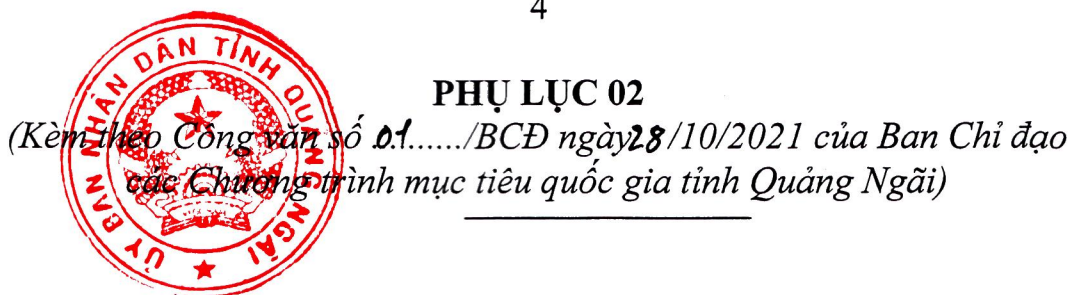 4
PHỤ LỤC 02
(Kèm theo Công văn số 01....../BCĐ ngày 28/10/2021 của Ban Chỉ đạo
các Chương trình mục tiêu quốc gia tỉnh Quảng Ngãi)
ỦY BAN NHÂN DÂN TỈNH QUẢNG NGÃI